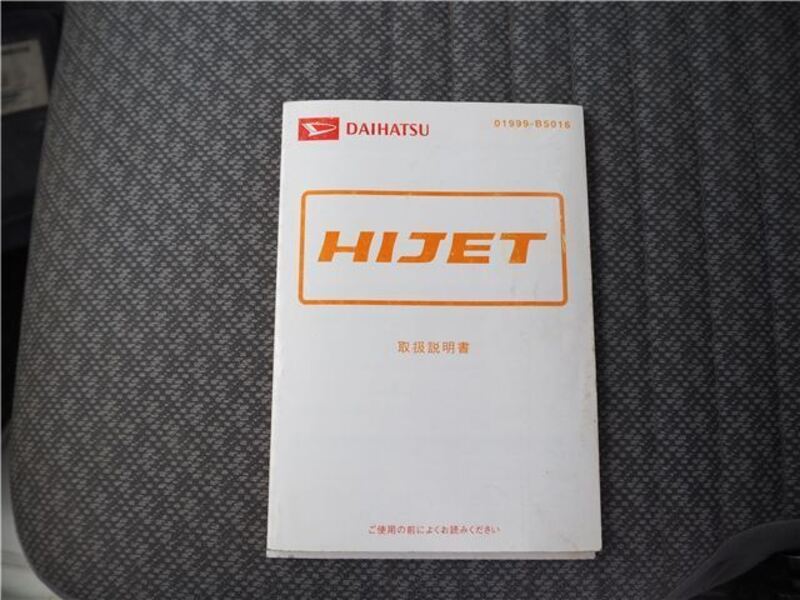 DAIHATSU
01999-B5016
HIJET
取扱説明書
ご使用の前によくお読みください